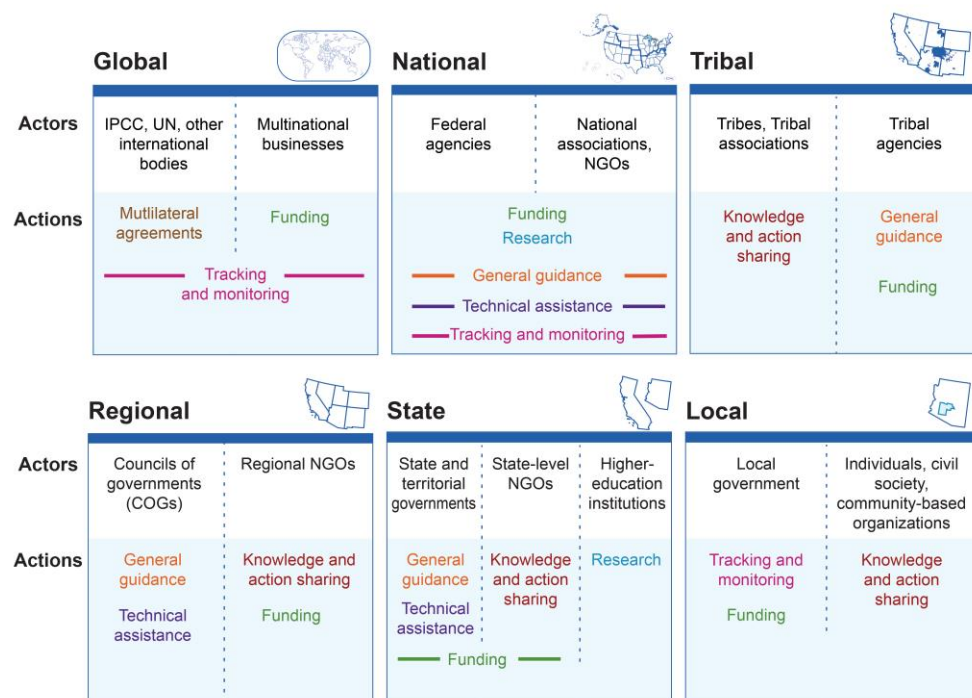 Global
National
Tribal
Actors
IPCC, UN, other
international
bodies
Multinational
businesses
Federal
agencies
National
associations,
NGOs
Tribes, Tribal
associations
Tribal
agencies
Actions
Mutlilateral
agreements
Funding
Tracking
and monitoring
Funding
Research
General guidance
Technical assistance
Tracking and monitoring
Knowledge
and action
sharing
General
guidance
Funding
Regional
State
Local
Actors
Councils of
governments
(COGs)
Regional NGOs
State and
territorial
governments
State-level
NGOs
Higher-
education
institutions
Local
government
Individuals, civil
society,
community-based
organizations
Actions
General
guidance
Technical
assistance
Knowledge and
action sharing
Funding
General
guidance
Technical
assistance
Knowledge
and action
sharing
Funding
Research
Tracking and
monitoring
Funding
Knowledge
and action
sharing